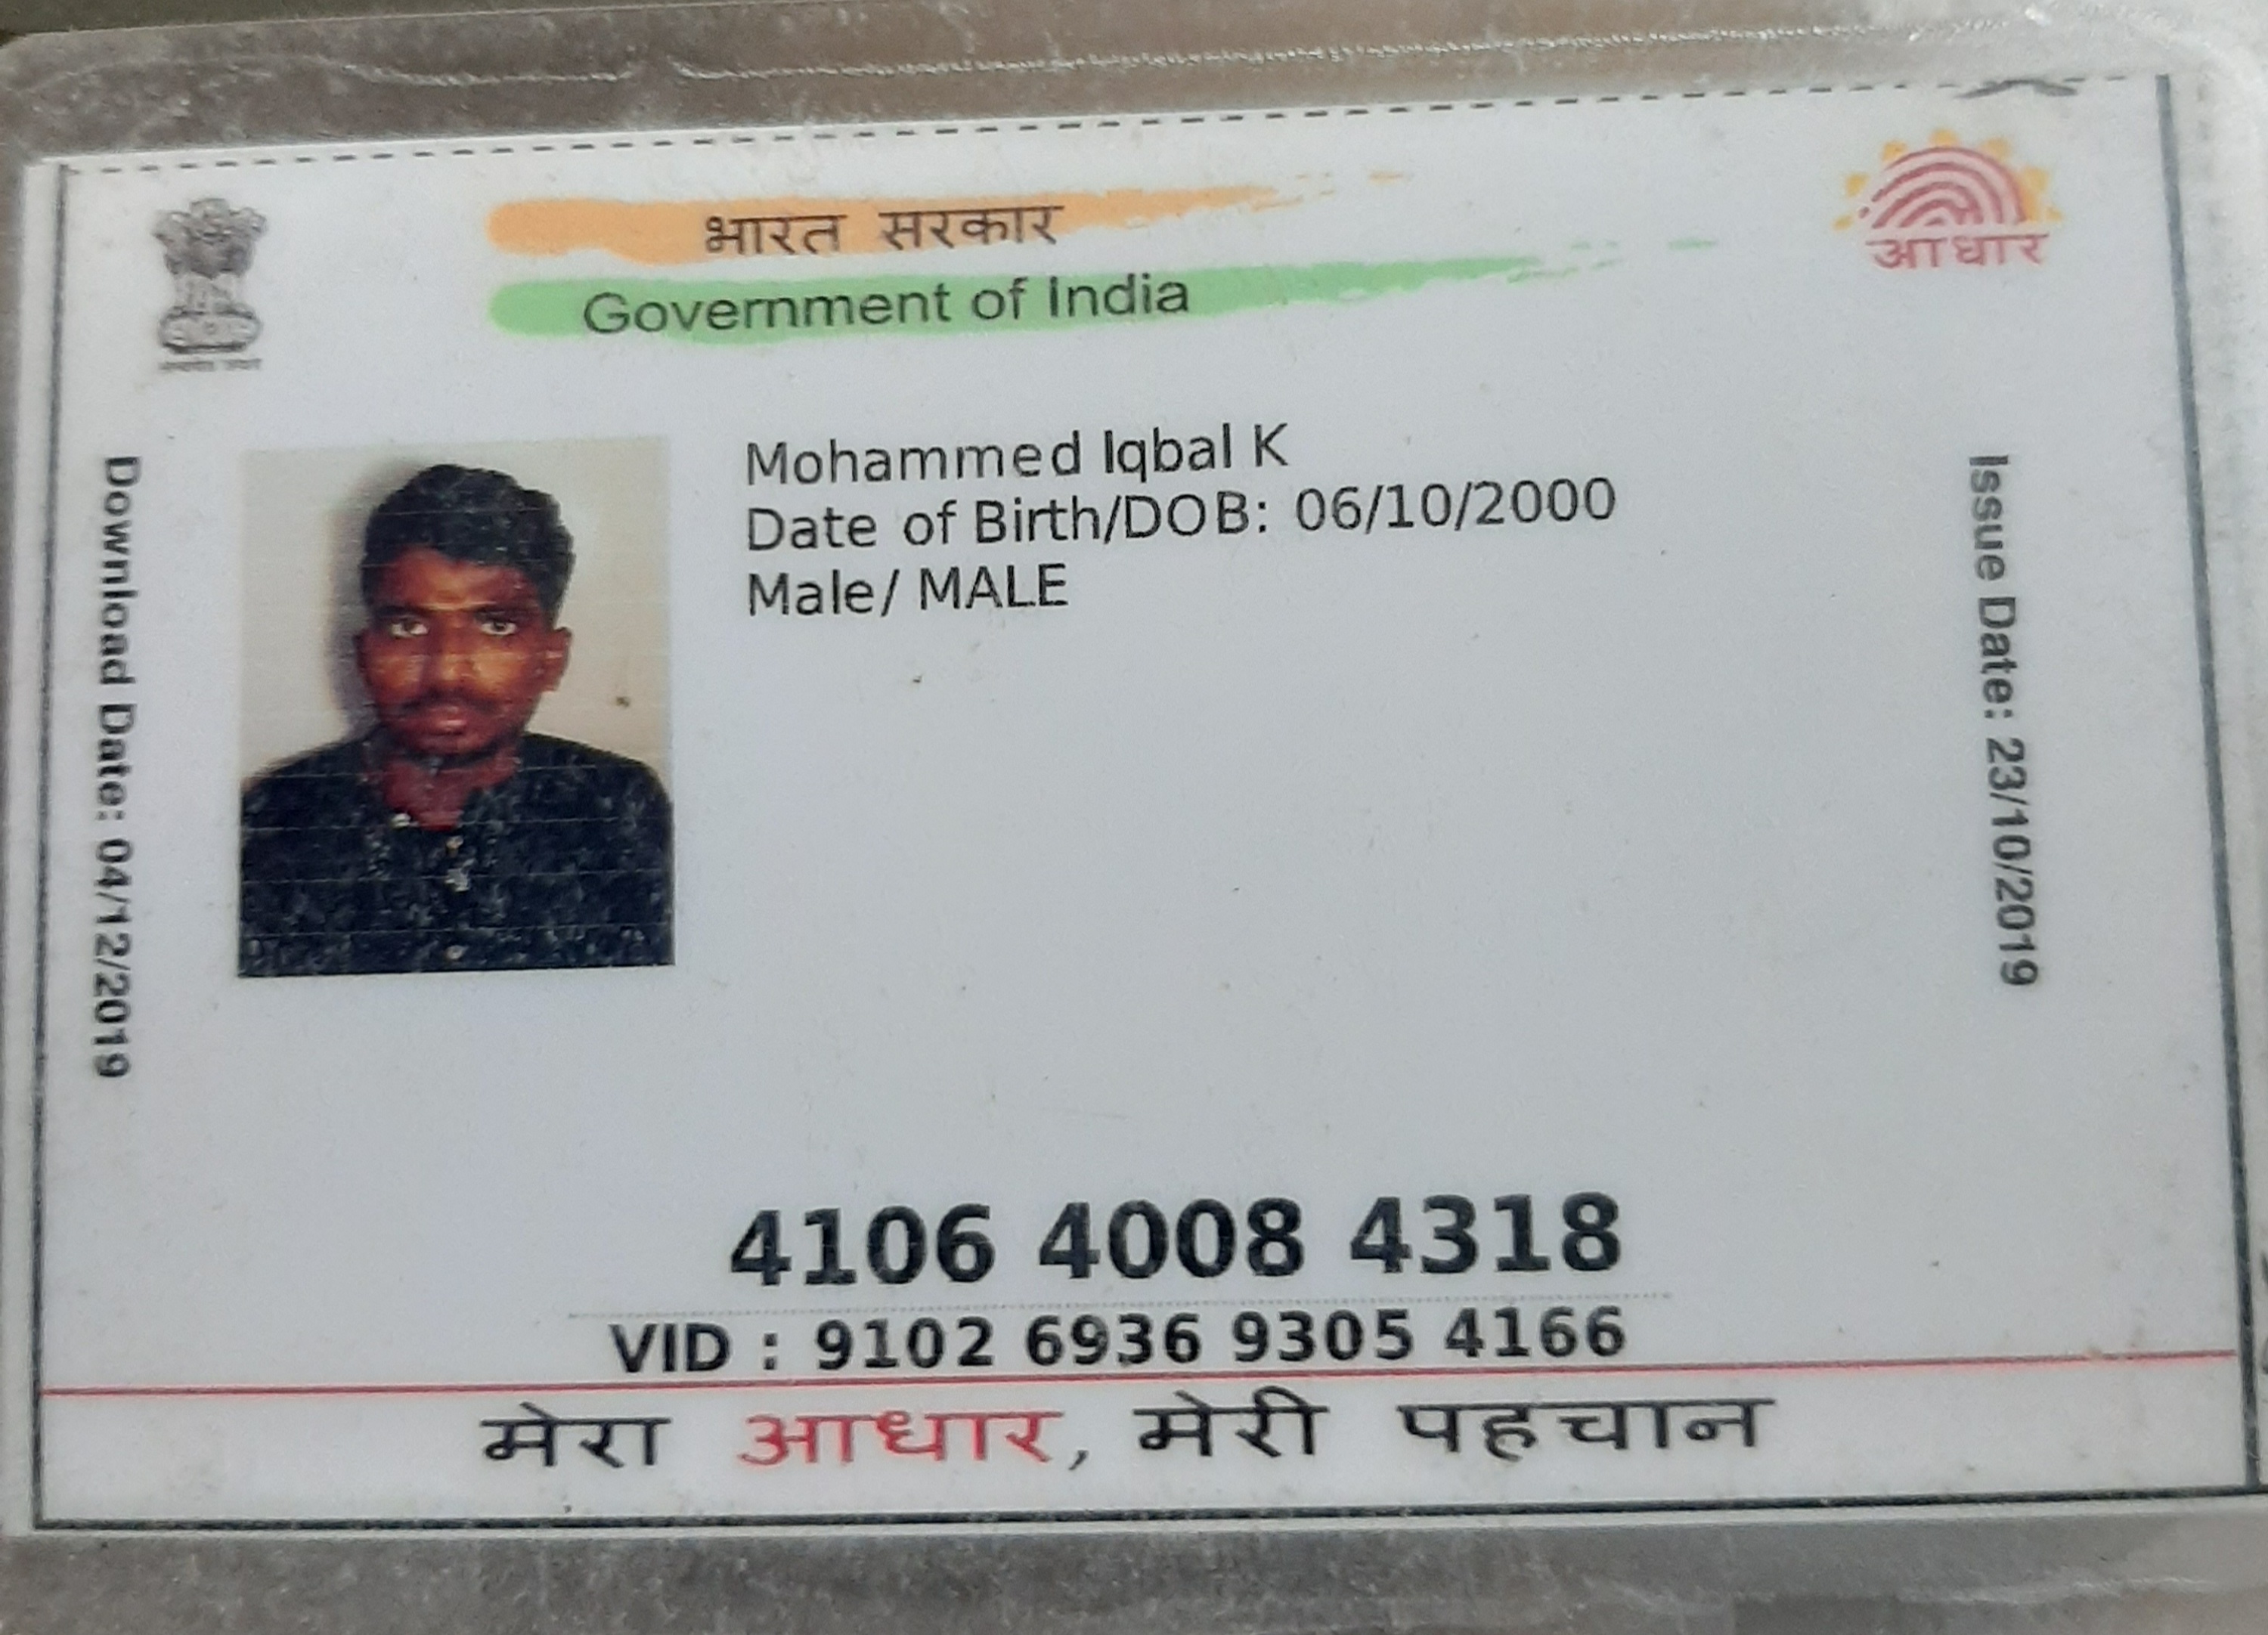 भारत सरकार
Government of India
आधार
Download Date: 04/12/2019
Mohammed Iqbal K
Date of Birth/DOB: 06/10/2000
Male/ MALE
Issue Date: 23/10/2019
4106 4008 4318
VID : 9102 6936 9305 4166
मेरा आधार, मेरी पहचान